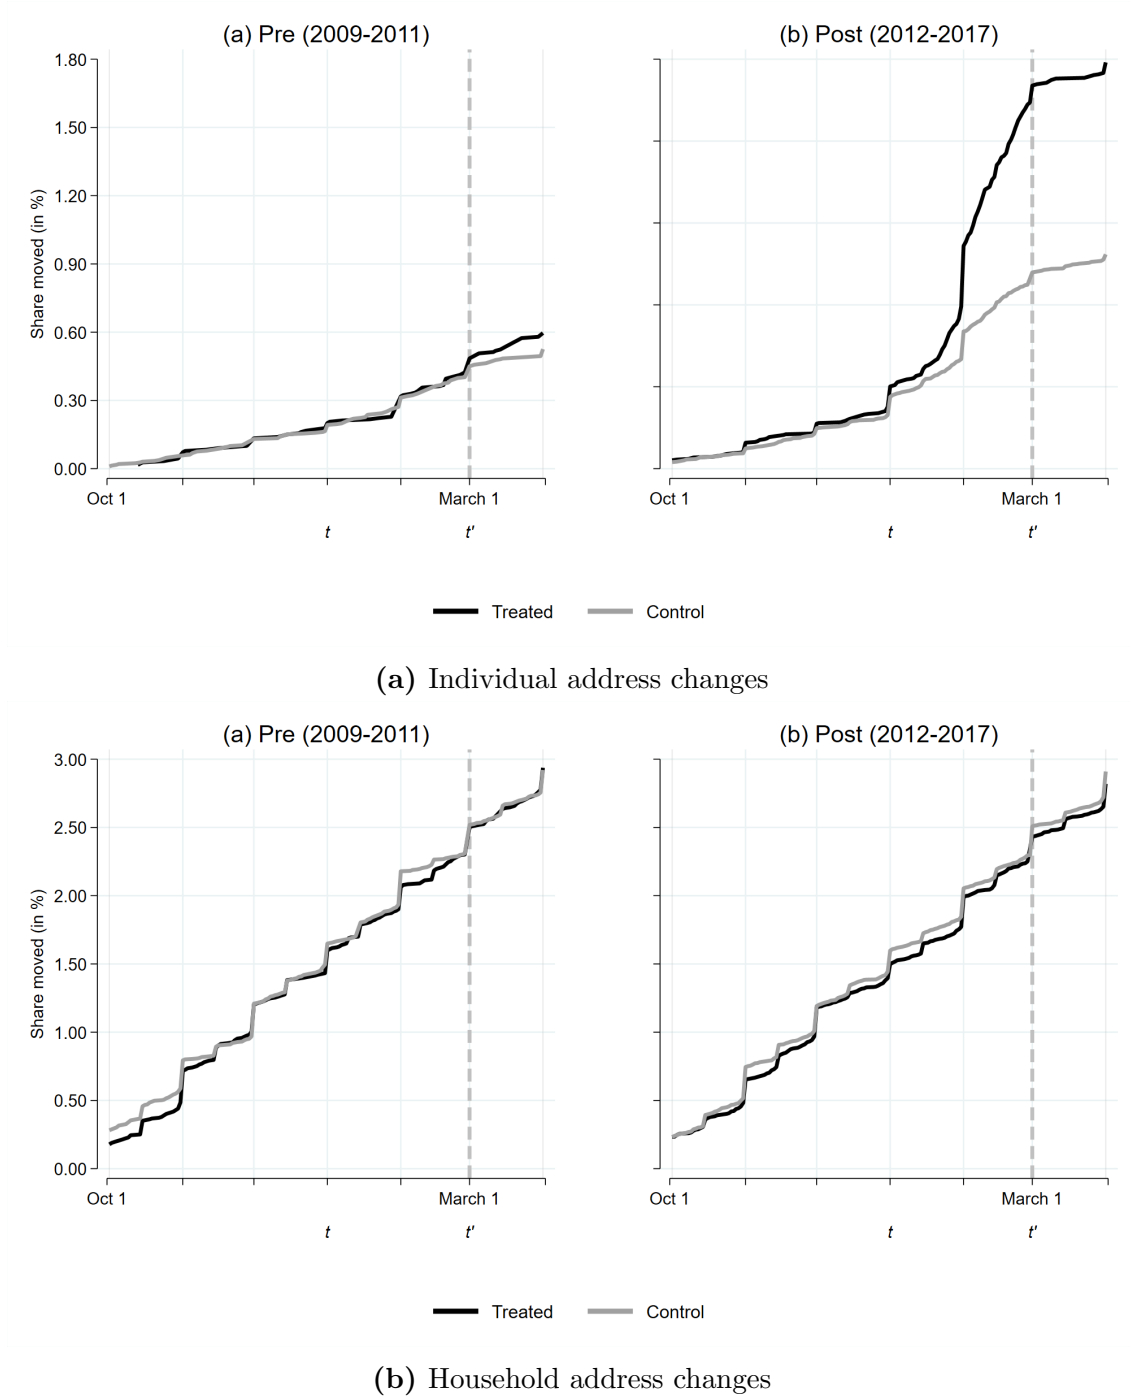 (a) Pre (2009-2011)
(b) Post (2012-2017)
Share moved (in %)
1.80
1.50
1.20
0.90
0.60
0.30
0.00
Oct 1
March 1
Oct 1
March 1
t
t'
t
t'
Treated
Control
(a) Individual address changes
(a) Pre (2009-2011)
(b) Post (2012-2017)
Share moved (in %)
3.00
2.50
2.00
1.50
1.00
0.50
0.00
Oct 1
March 1
Oct 1
March 1
t
t'
t
t'
Treated
Control
(b) Household address changes